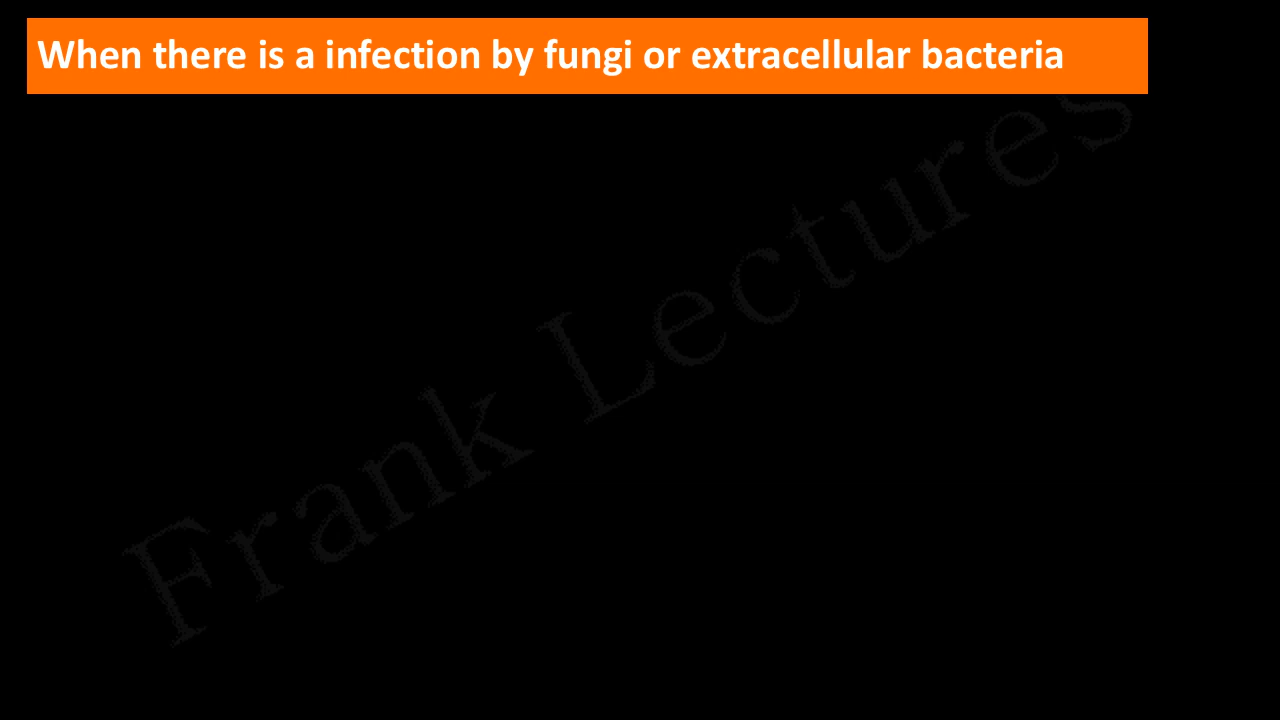 When there is a infection by fungi or extracellular bacteria
Frank Lectures